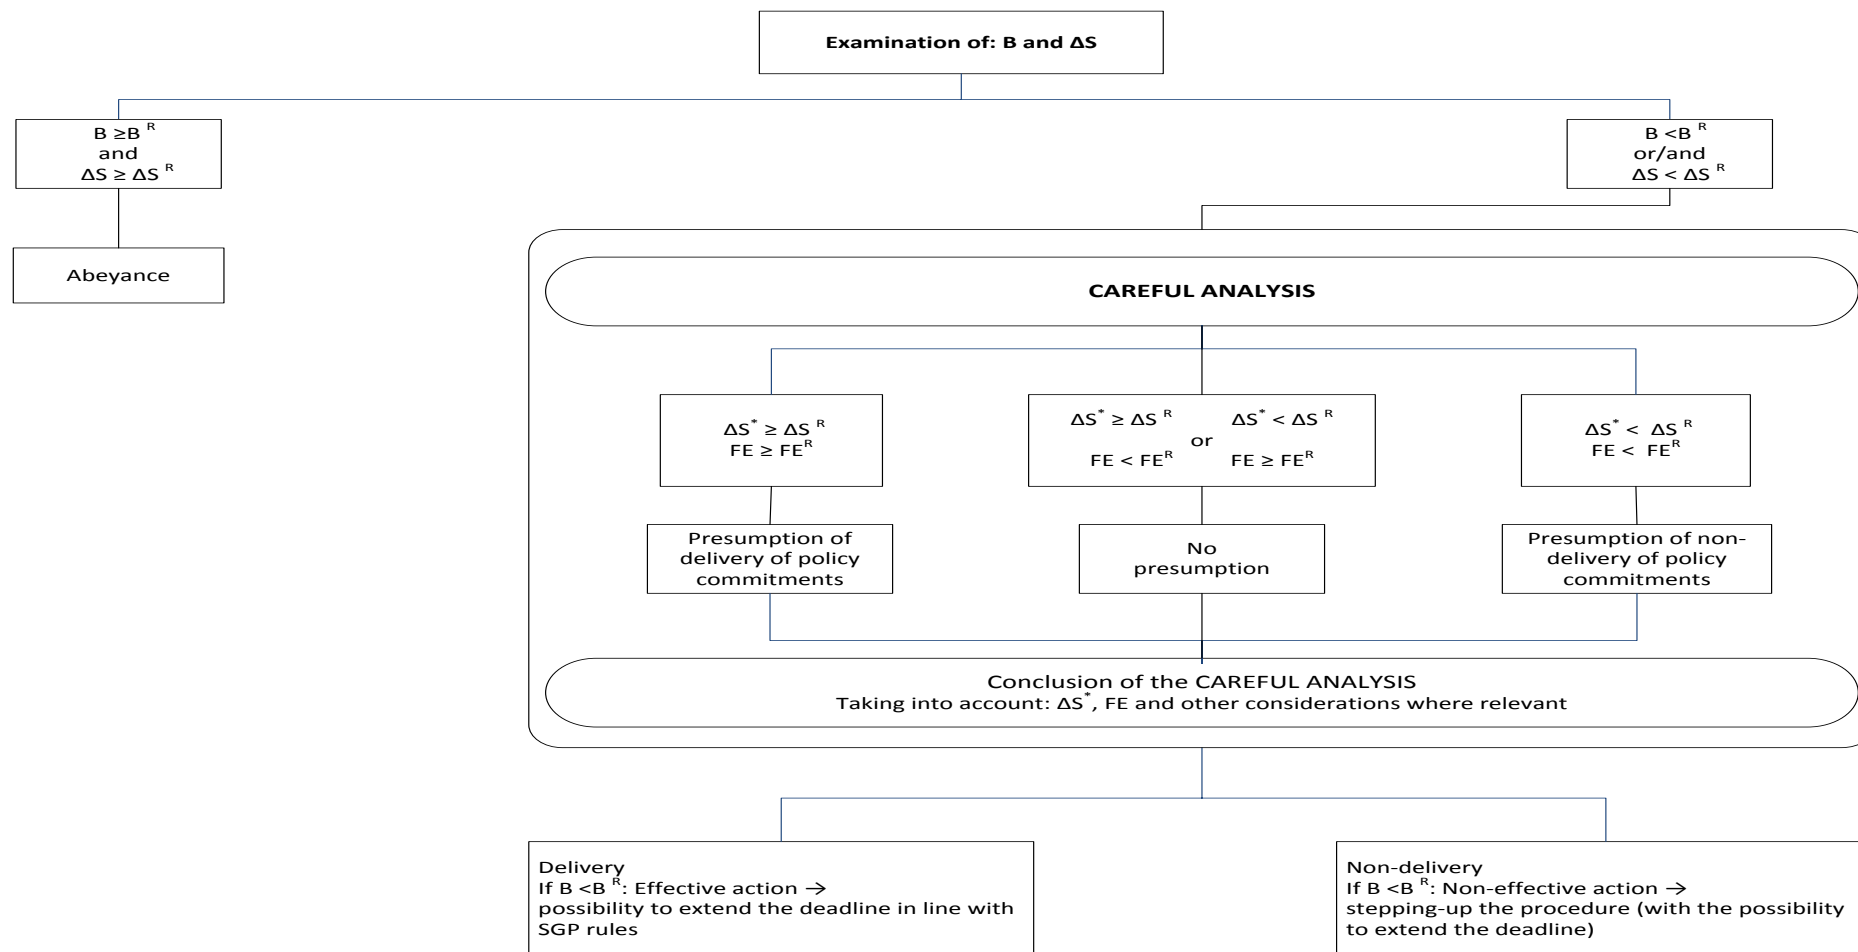 Examination of: B and ΔS
B ≥B ᴿ
and
ΔS ≥ ΔS ᴿ
B <B ᴿ
or/and
ΔS < ΔS ᴿ
Abeyance
CAREFUL ANALYSIS
ΔS* ≥ ΔS ᴿ
FE ≥ FEᴿ
ΔS* ≥ ΔS ᴿ ΔS* < ΔS ᴿ
or
FE < FEᴿ FE ≥ FEᴿ
ΔS* < ΔS ᴿ
FE < FEᴿ
Presumption of
delivery of policy
commitments
No
presumption
Presumption of non-
delivery of policy
commitments
Conclusion of the CAREFUL ANALYSIS
Taking into account: ΔS*, FE and other considerations where relevant
Delivery
If B <B ᴿ: Effective action →
possibility to extend the deadline in line with
SGP rules
Non-delivery
If B <B ᴿ: Non-effective action →
stepping-up the procedure (with the possibility
to extend the deadline)